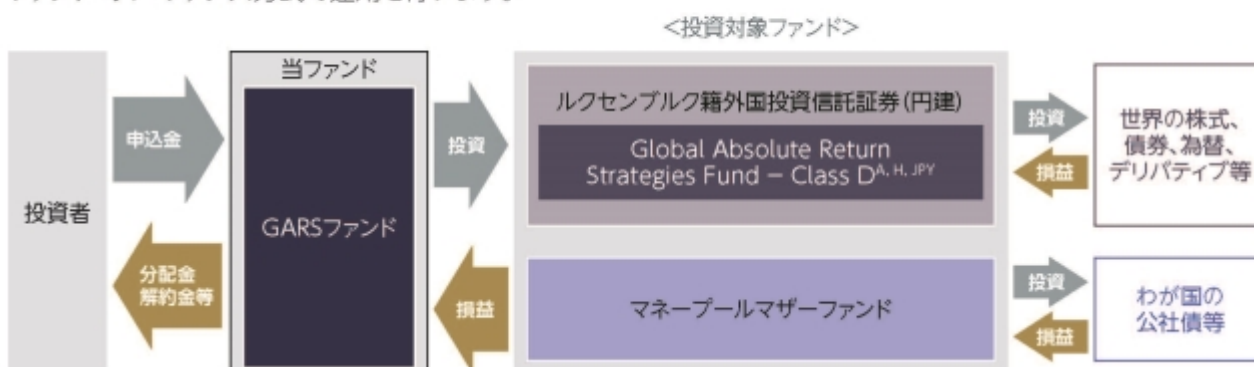 <投資対象ファンド>
当ファンド
ルクセンブルク籍外国投資信託証券(円建)
Global Absolute Return
Strategies Fund – Class D^A, H, JPY
申込金
投資
投資
損益
世界の株式、
債券、為替、
デリバティブ等
投資者
GARSファンド
分配金
解約金等
損益
マネープールマザーファンド
投資
損益
わが国の
公社債等